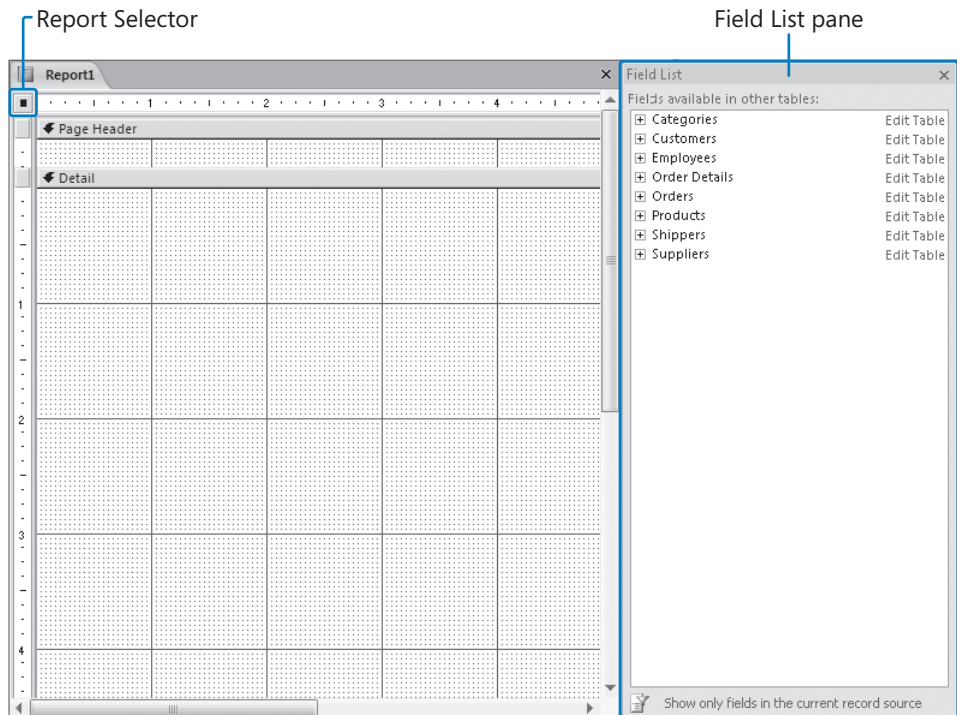 Report Selector
Field List pane
Report1
Field List
1 2 3 4
Fields available in other tables:
Page Header
Categories Edit Table
Customers Edit Table
Employees Edit Table
Detail
Order Details Edit Table
Orders Edit Table
Products Edit Table
Shippers Edit Table
Suppliers Edit Table
1
2
3
4
Show only fields in the current record source